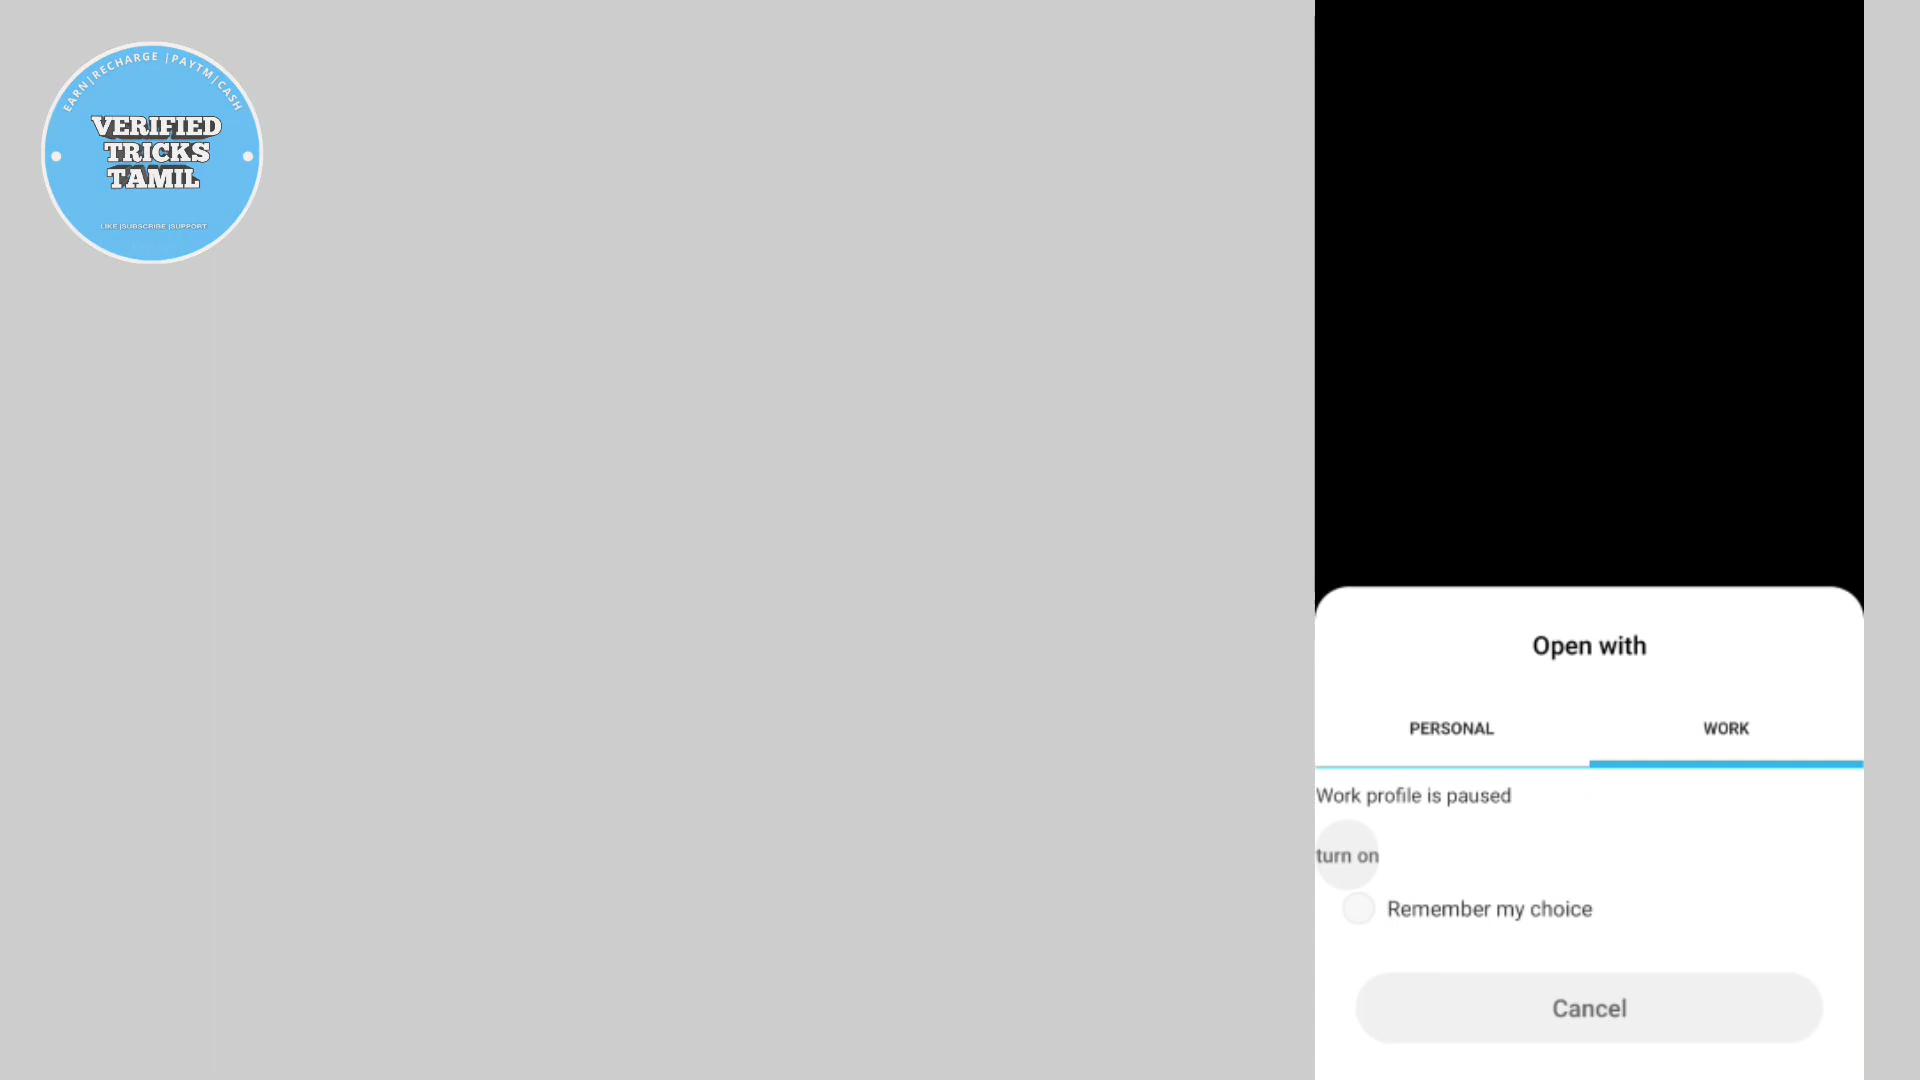 EARN|RECHARGE |PAYTM|CASH
VERIFIED
TRICKS
TAMIL
LIKE |SUBSCRIBE |SUPPORT
Open with
PERSONAL WORK
Work profile is paused
turn on
Remember my choice
Cancel